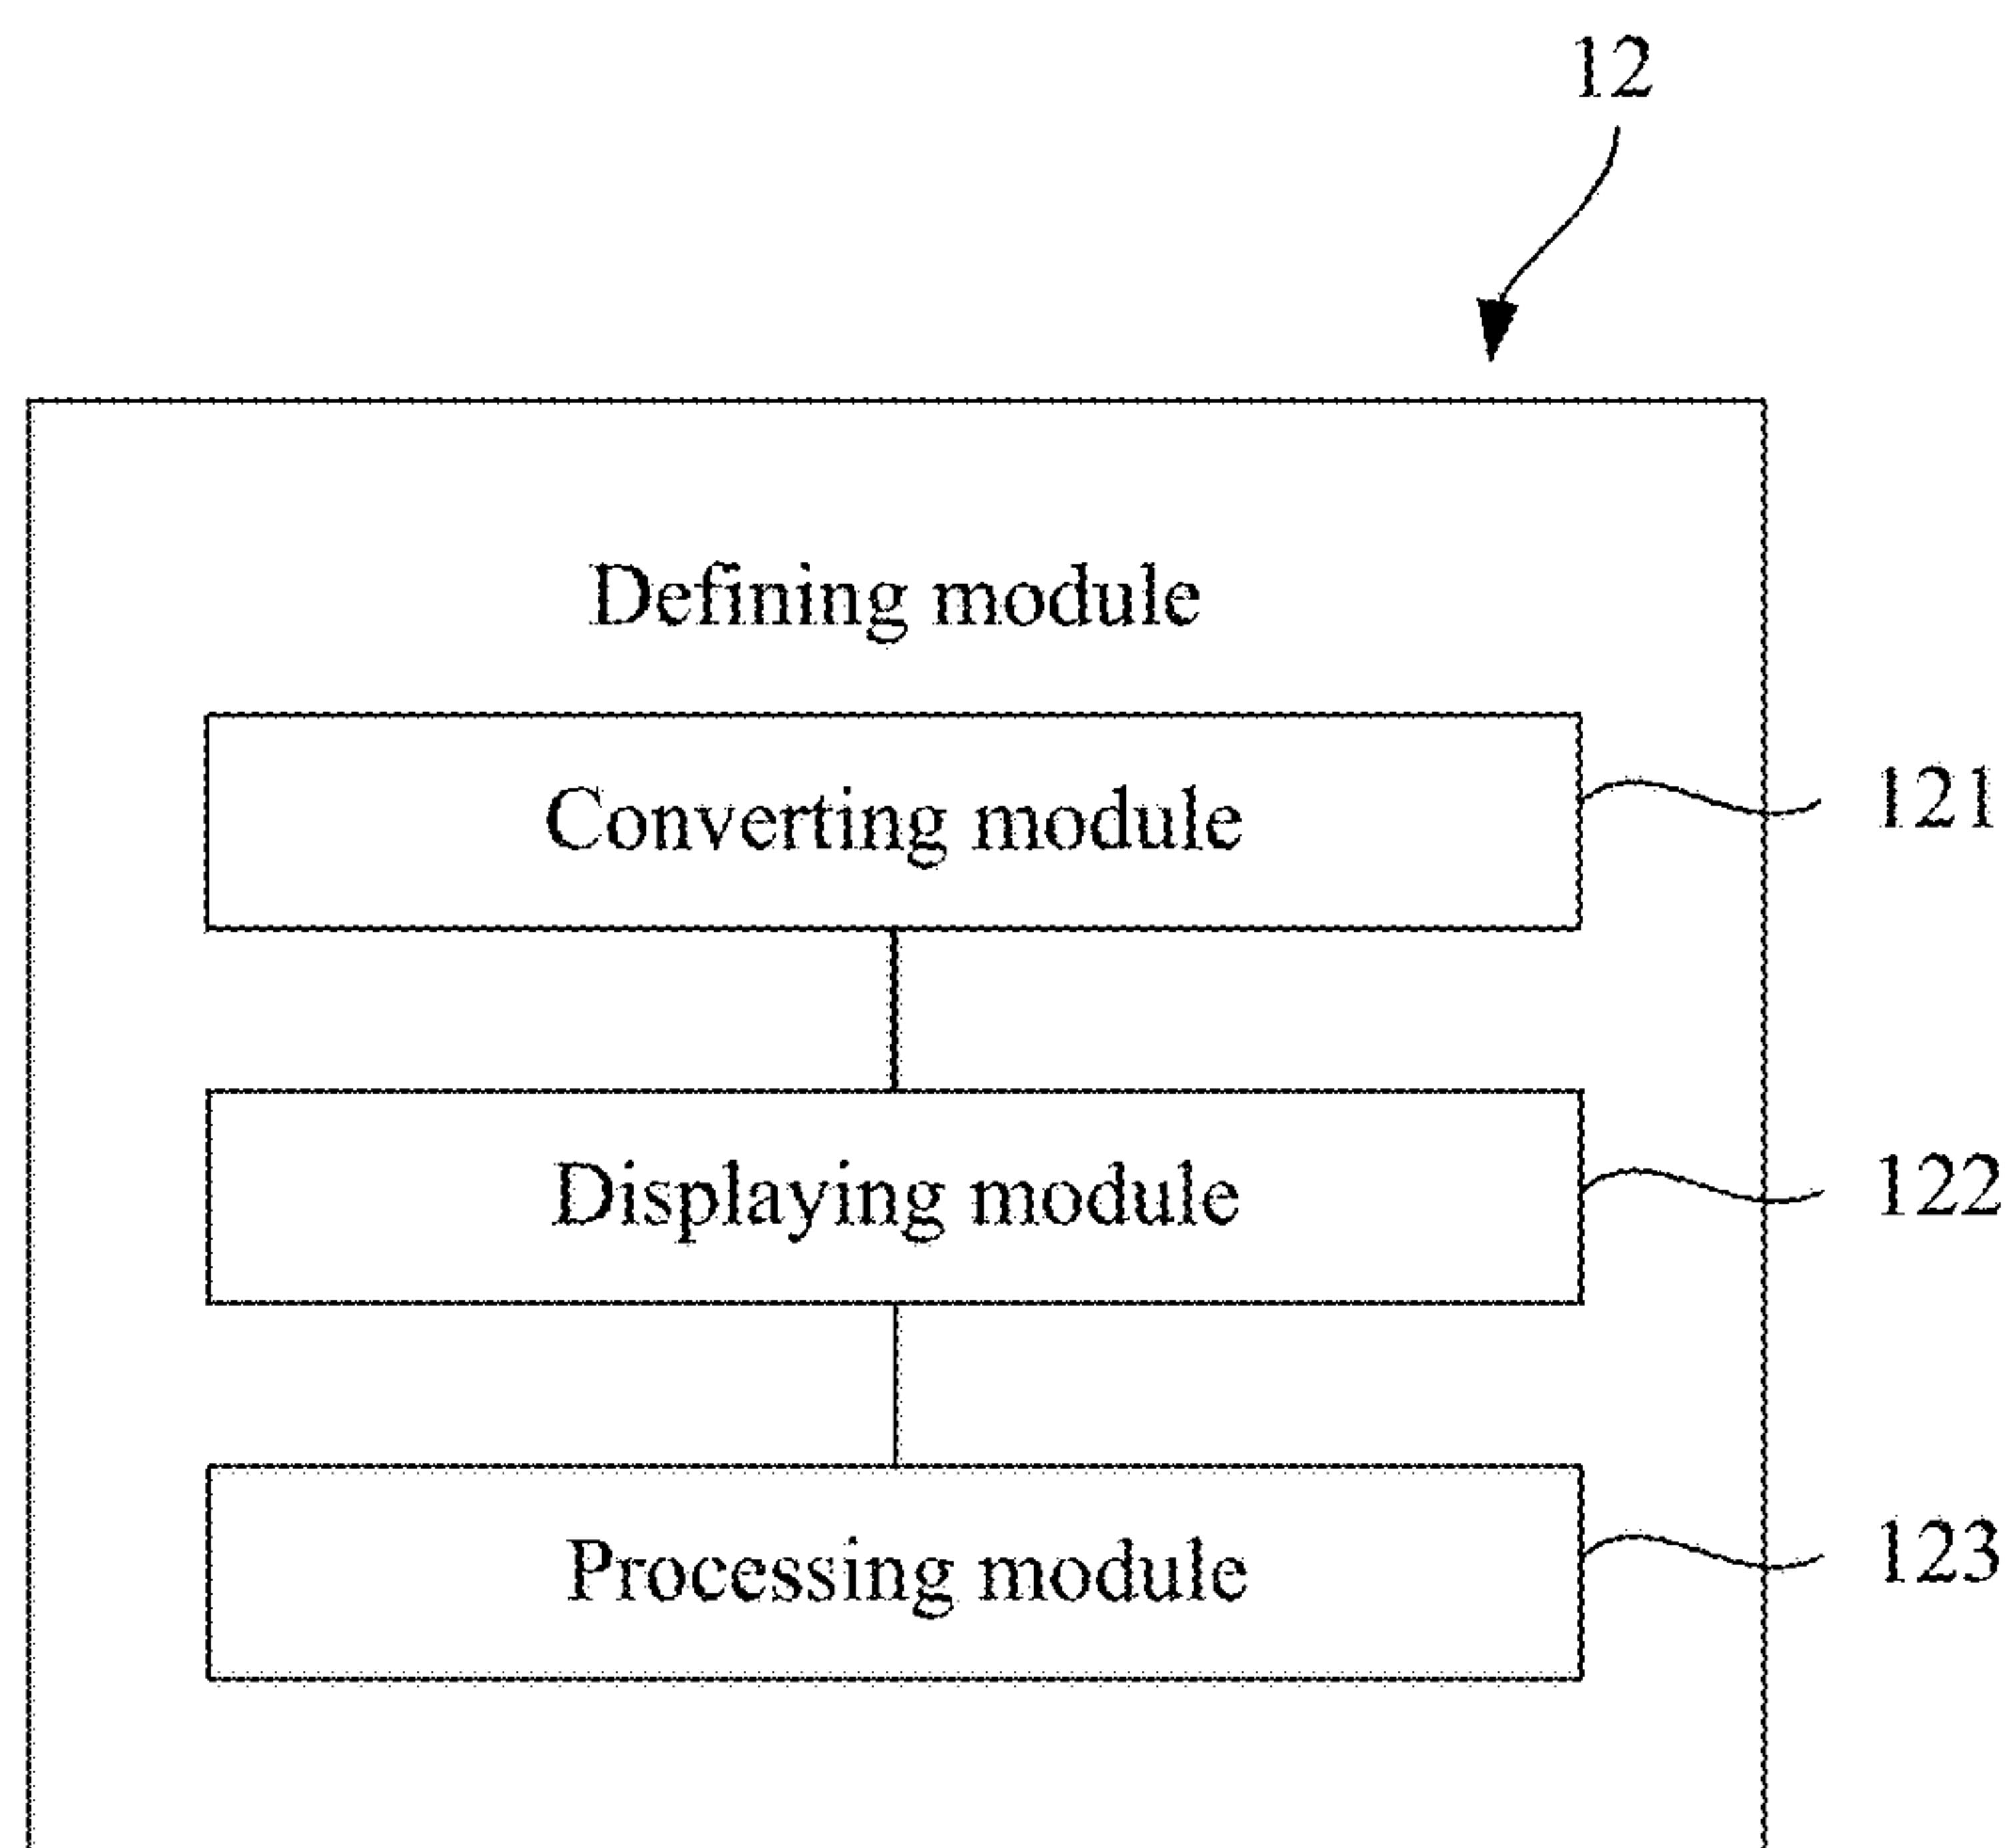 12
Defining module
Converting module
121
Displaying module
122
Processing module
123